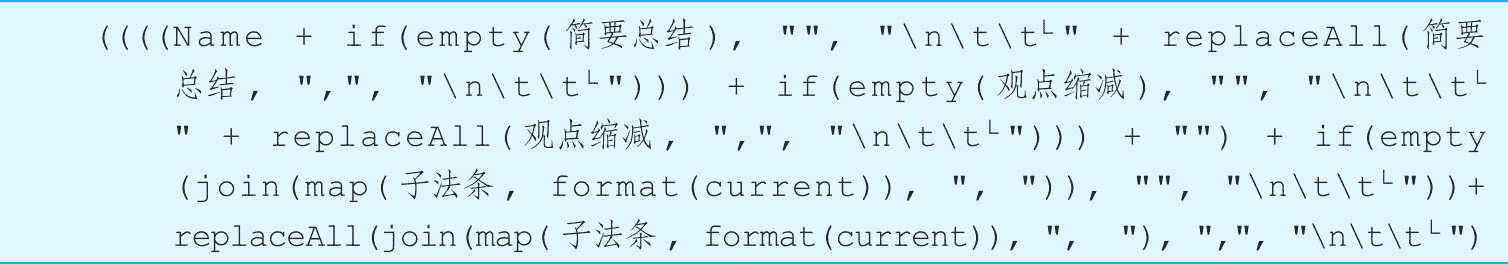 ((((Name + if(empty(简要总结), "", "\n\t\t└" + replaceAll(简要
总结, ",", "\n\t\t└"))) + if(empty(观点缩减), "", "\n\t\t└
" + replaceAll(观点缩减, ",", "\n\t\t└"))) + "") + if(empty
(join(map(子法条, format(current)), ", ")), "", "\n\t\t└"))+
replaceAll(join(map(子法条, format(current)), ", "), ",", "\n\t\t└")